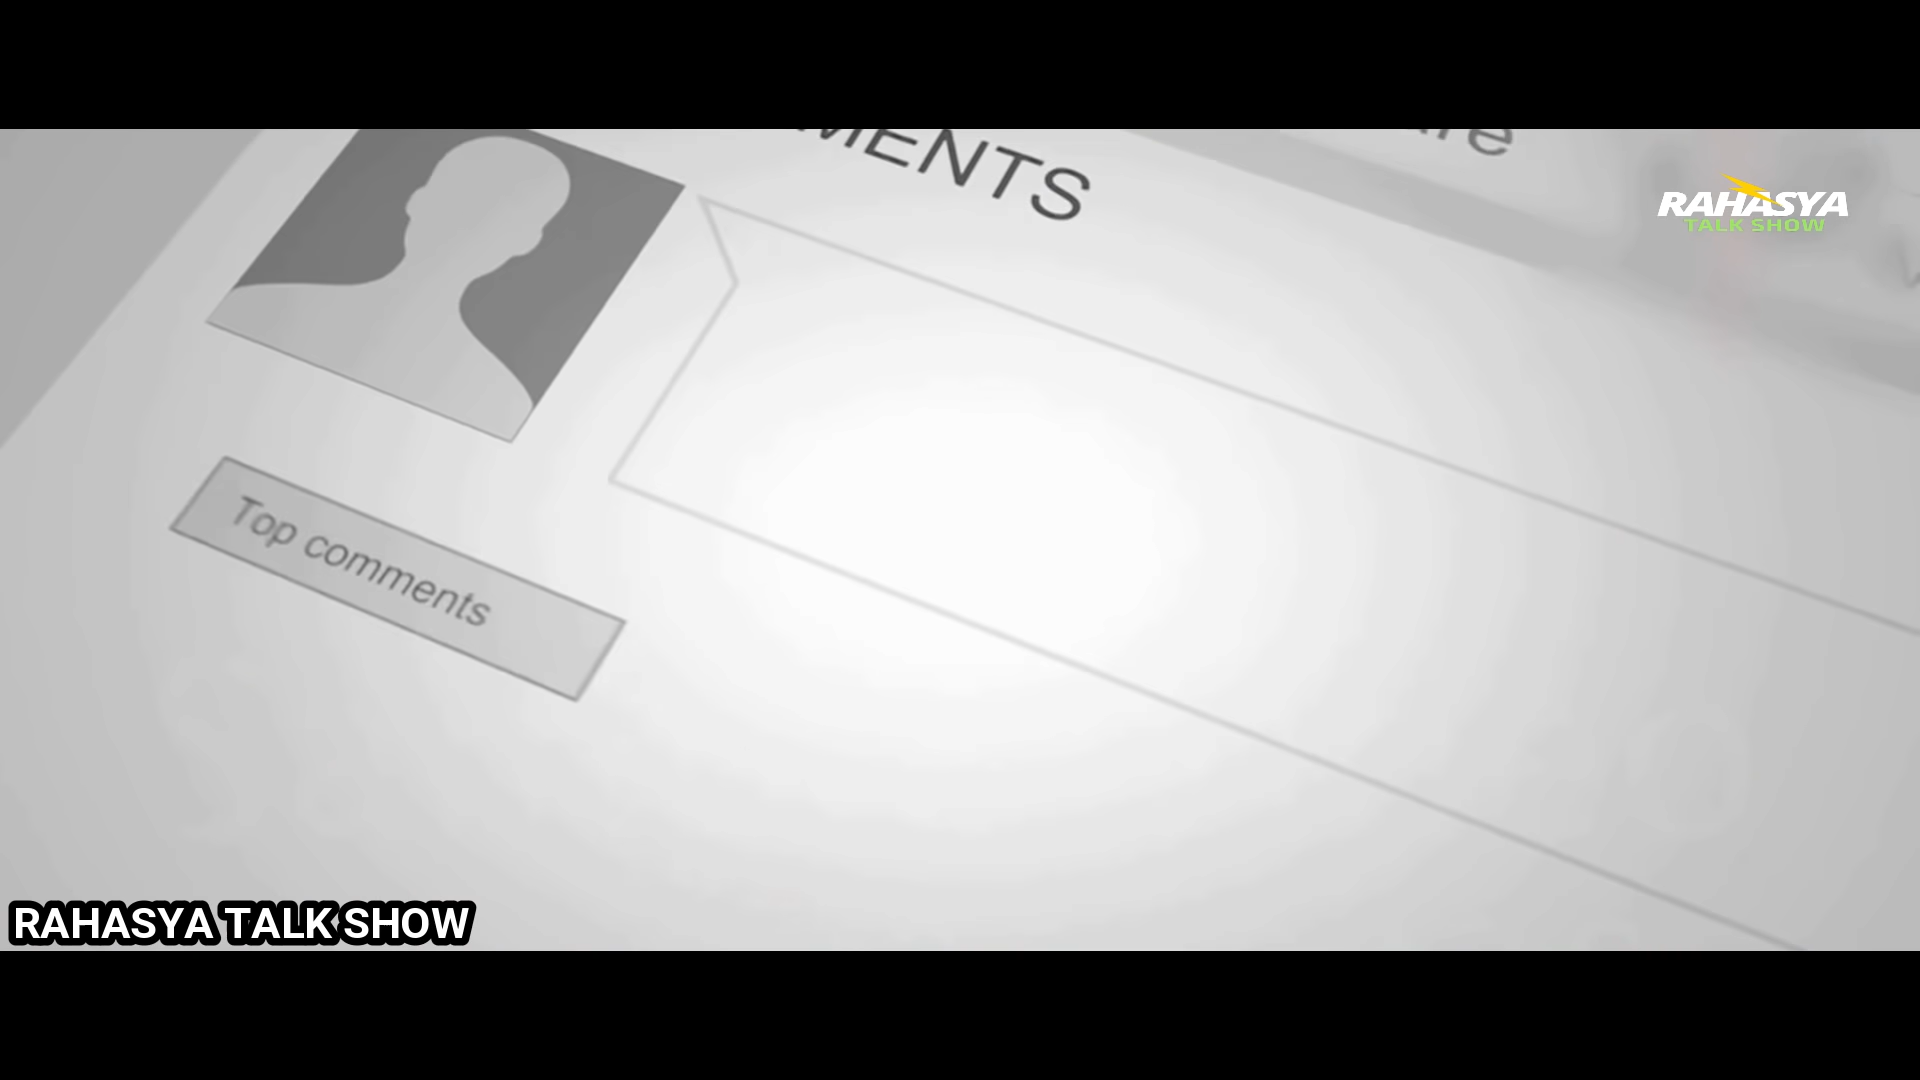 MENTS
RAHASYA
TALK SHOW
Top comments
RAHASYA TALK SHOW